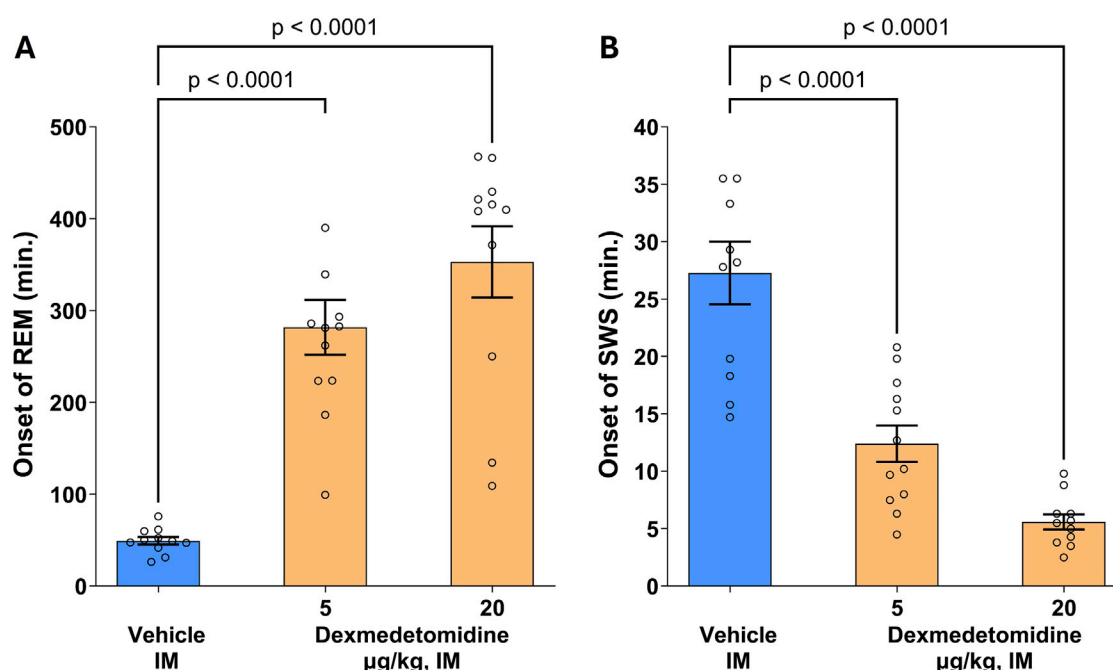 A
p < 0.0001
p < 0.0001
Onset of REM (min.)
500
400
300
200
100
0
5
20
Vehicle
IM
Dexmedetomidine
µg/kg, IM
B
p < 0.0001
p < 0.0001
Onset of SWS (min.)
40
35
30
25
20
15
10
5
0
5
20
Vehicle
IM
Dexmedetomidine
µg/kg, IM